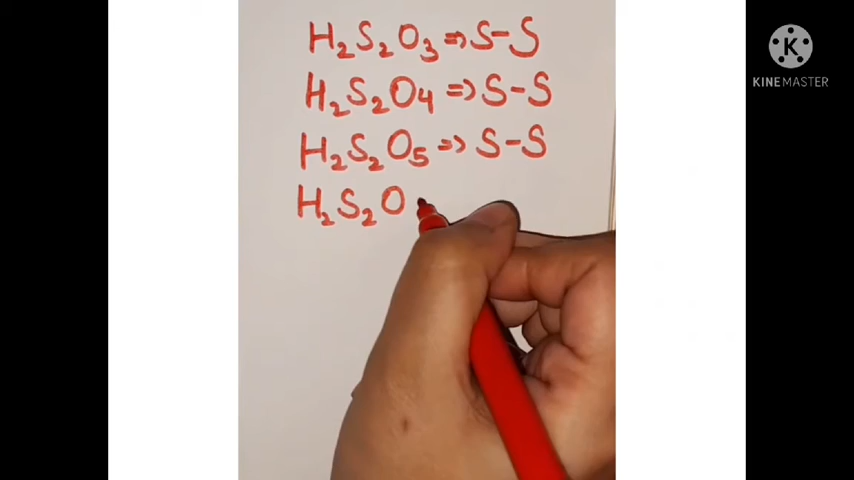 H₂S₂O₃ ⇒ S-S
H₂S₂O₄ ⇒ S-S
H₂S₂O₅ ⇒ S-S
H₂S₂O
K
KINEMASTER